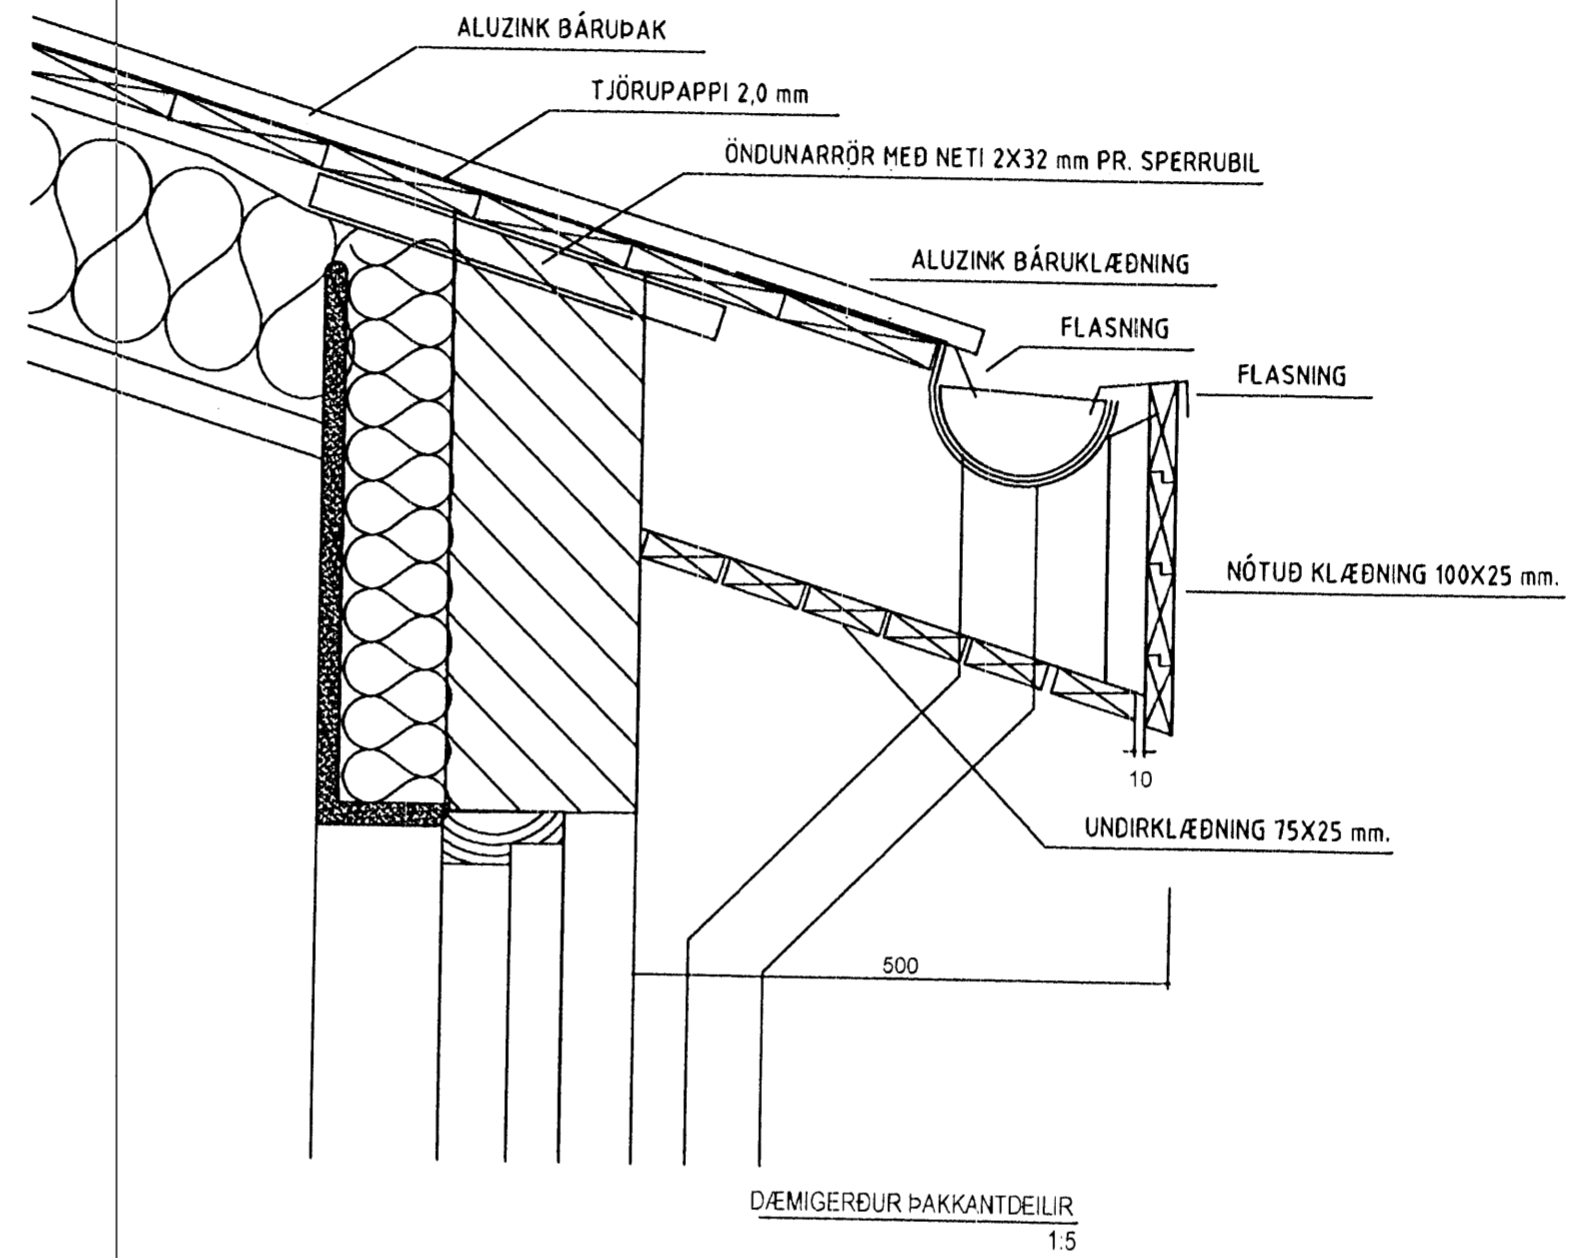 ALUZINK BÁRUÞAK
TJÖRUPAPPI 2,0 mm
ÖNDUNARRÖR MEÐ NETI 2X32 mm PR. SPERRUBIL
ALUZINK BÁRUKLÆÐNING
FLASNING
FLASNING
NÓTUÐ KLÆÐNING 100X25 mm.
10
UNDIRKLÆÐNING 75X25 mm.
500
DÆMIGERÐUR ÞAKKANTDEILIR
1:5